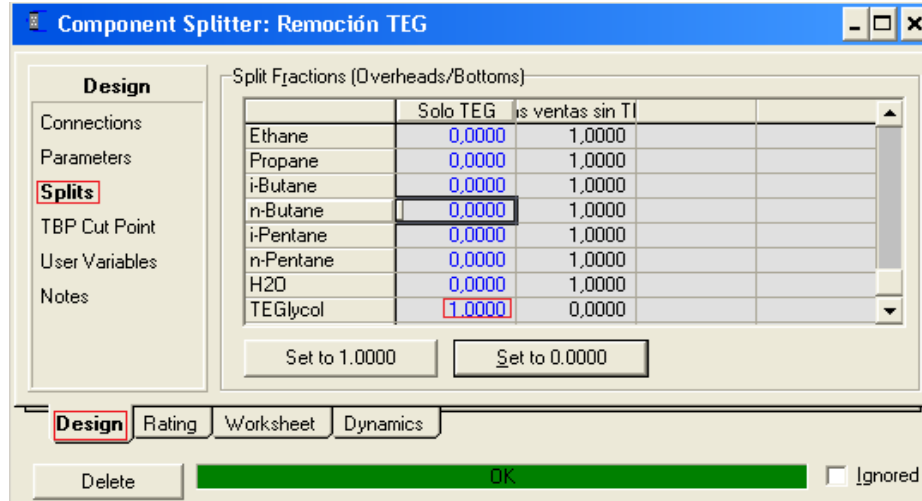 Component Splitter: Remoción TEG
Design
Connections
Parameters
Splits
TBP Cut Point
User Variables
Notes
Split Fractions (Overheads/Bottoms)
Solo TEG is ventas sin TI
Ethane 0,0000 1,0000
Propane 0,0000 1,0000
i-Butane 0,0000 1,0000
n-Butane 0,0000 1,0000
i-Pentane 0,0000 1,0000
n-Pentane 0,0000 1,0000
H2O 0,0000 1,0000
TEGlycol 1,0000 0,0000
Set to 1.0000 Set to 0.0000
Design Rating Worksheet Dynamics
Delete OK Ignored